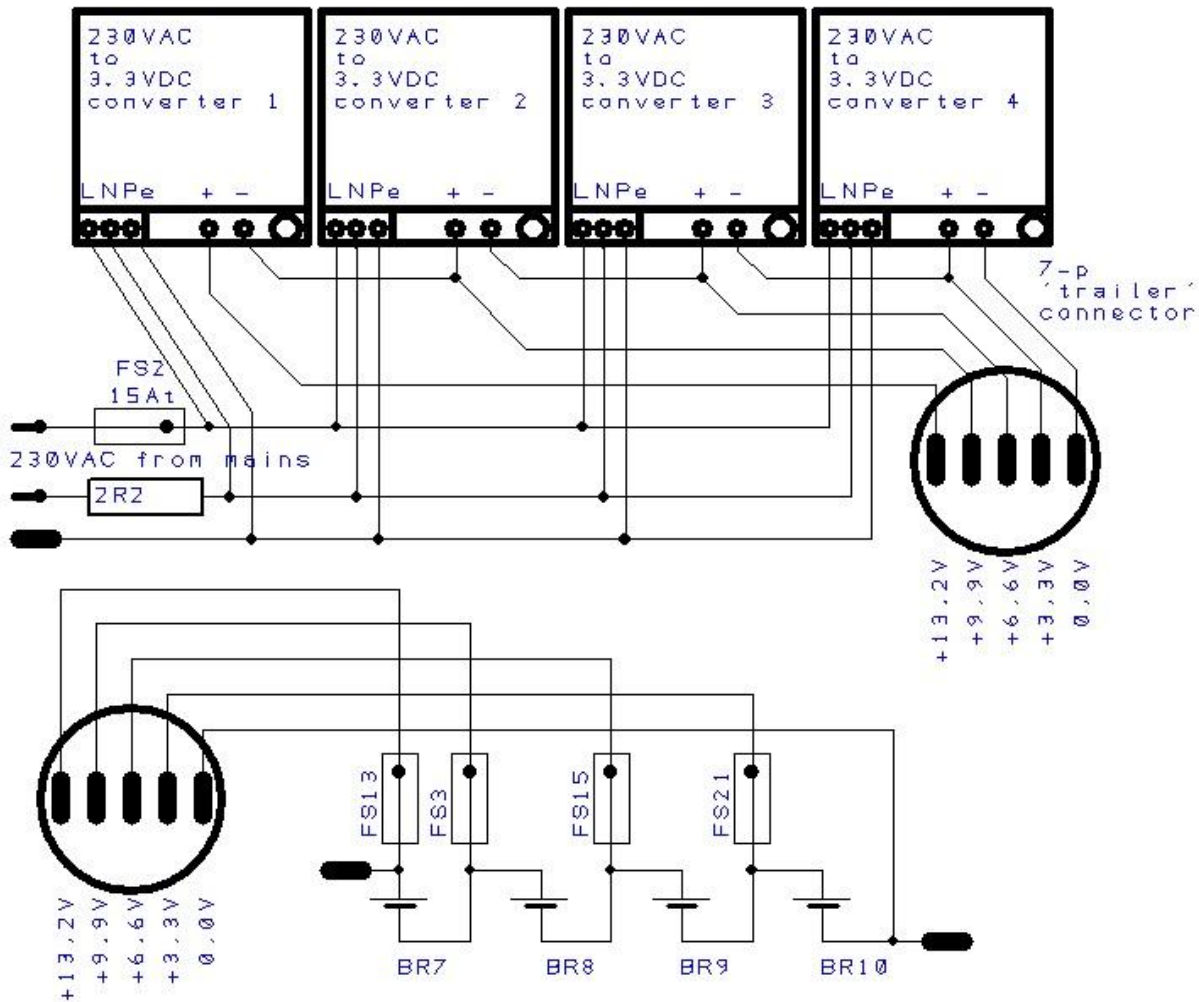 230VAC
to
3.3VDC
converter 1
LNPe + -
230VAC
to
3.3VDC
converter 2
LNPe + -
230VAC
to
3.3VDC
converter 3
LNPe + -
230VAC
to
3.3VDC
converter 4
LNPe + -
7-p
'trailer'
connector
FS2
15At
230VAC from mains
2R2
+13,2V
+9,9V
+6,6V
+3,3V
0,0V
FS13
FS3
FS15
FS21
+13,2V
+9,9V
+6,6V
+3,3V
0,0V
BR7
BR8
BR9
BR10